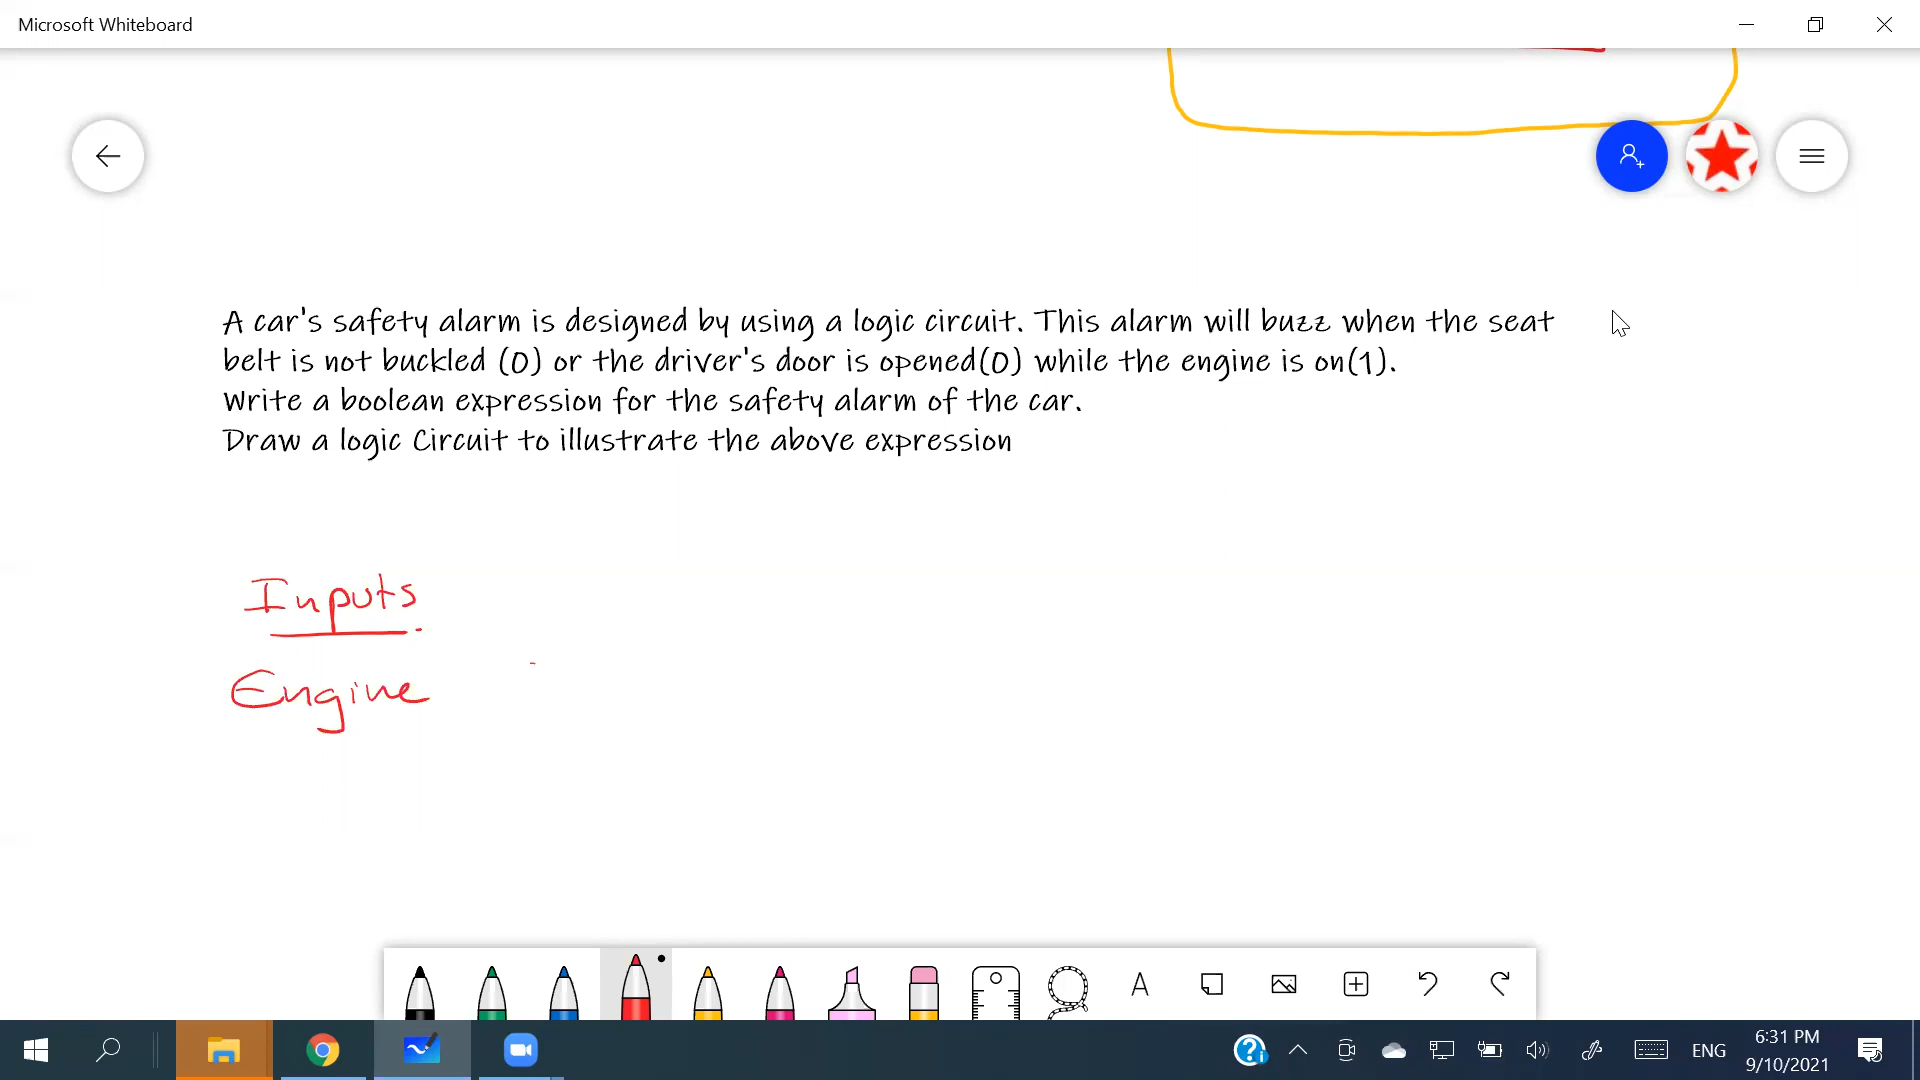 Microsoft Whiteboard
A car's safety alarm is designed by using a logic circuit. This alarm will buzz when the seat
belt is not buckled (0) or the driver's door is opened(0) while the engine is on(1).
Write a boolean expression for the safety alarm of the car.
Draw a logic Circuit to illustrate the above expression
Inputs
Engine
A
ENG
6:31 PM
9/10/2021